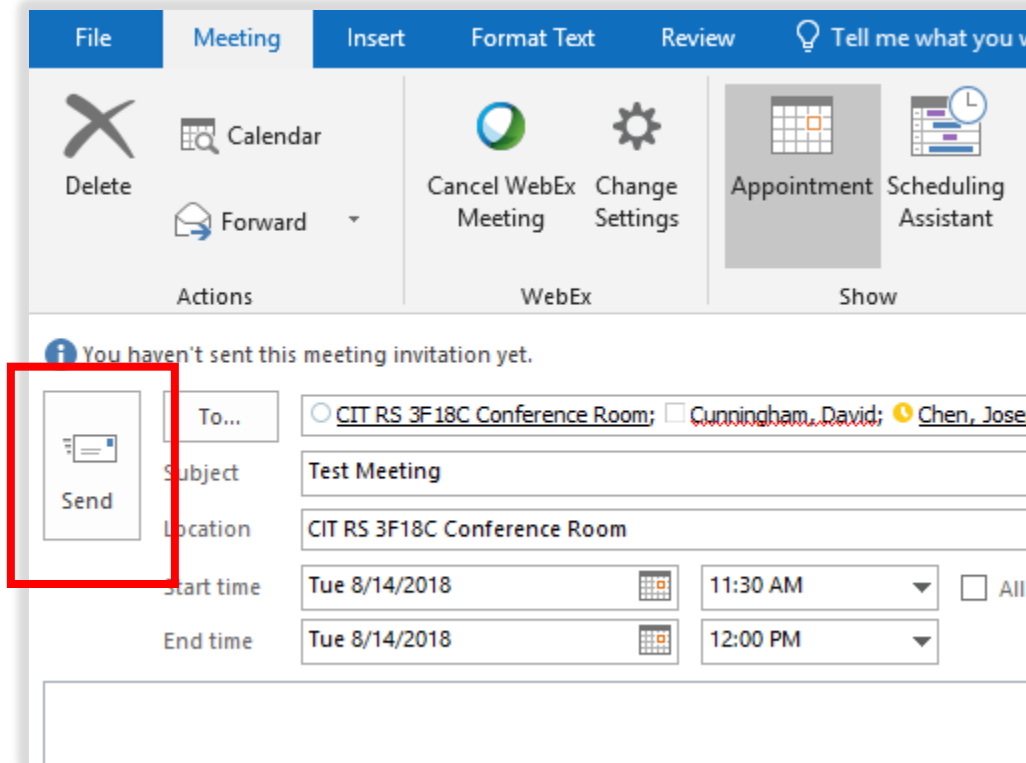 File Meeting Insert Format Text Review Tell me what you
Delete
Calendar
Forward
Actions
Cancel WebEx
Meeting
Change
Settings
WebEx
Appointment
Scheduling
Assistant
Show
You haven't sent this meeting invitation yet.
Send
To... CIT RS 3F18C Conference Room; Cunningham, David; Chen, Jose
Subject Test Meeting
Location CIT RS 3F18C Conference Room
Start time Tue 8/14/2018 11:30 AM All
End time Tue 8/14/2018 12:00 PM